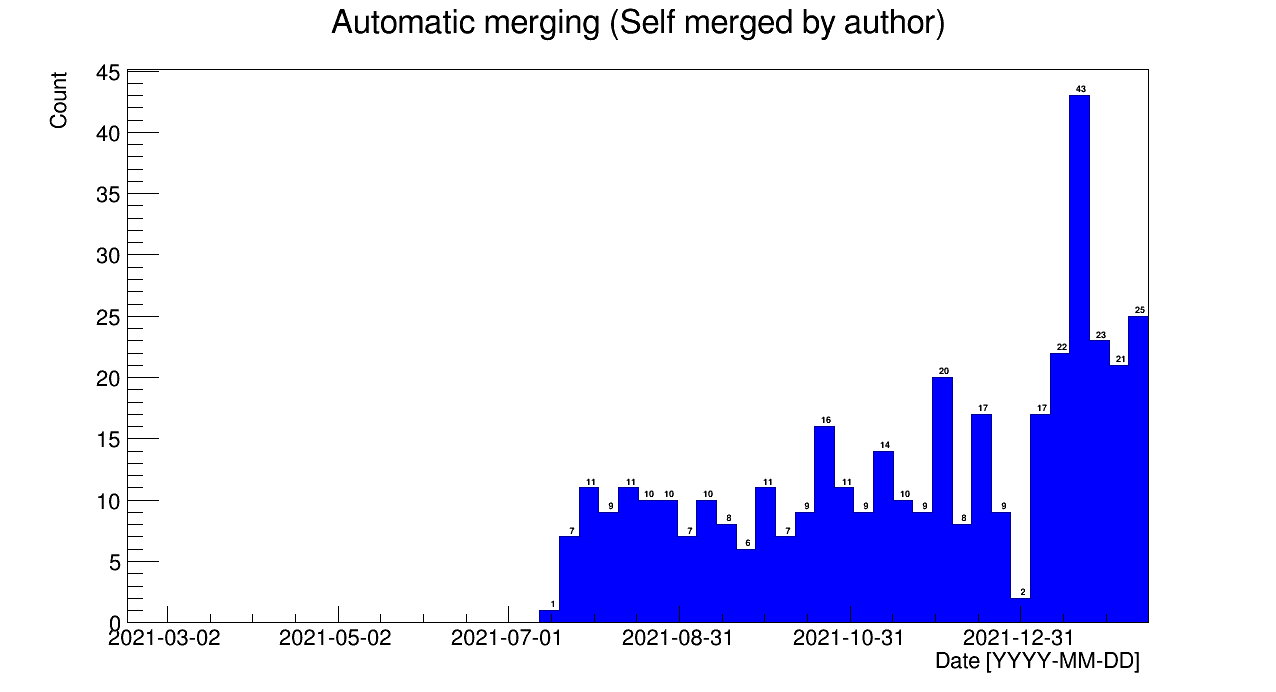 Automatic merging (Self merged by author)
Count
45
40
35
30
25
20
15
10
5
0
1 7 11 9 11 10 10 7 10 8 6 11 7 9 16 11 9 14 10 9 20 8 17 9 2 17 22 43 23 21 25
2021-03-02 2021-05-02 2021-07-01 2021-08-31 2021-10-31 2021-12-31
Date [YYYY-MM-DD]